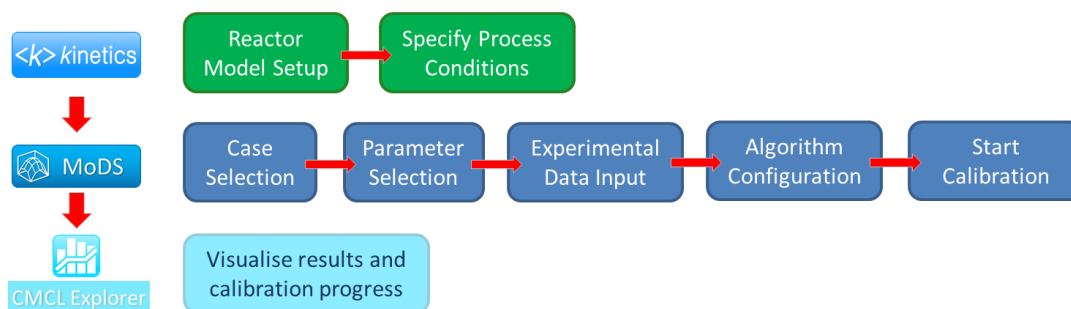 <k> kinetics
Reactor
Model Setup
Specify Process
Conditions
MoDS
Case
Selection
Parameter
Selection
Experimental
Data Input
Algorithm
Configuration
Start
Calibration
CMCL Explorer
Visualise results and
calibration progress